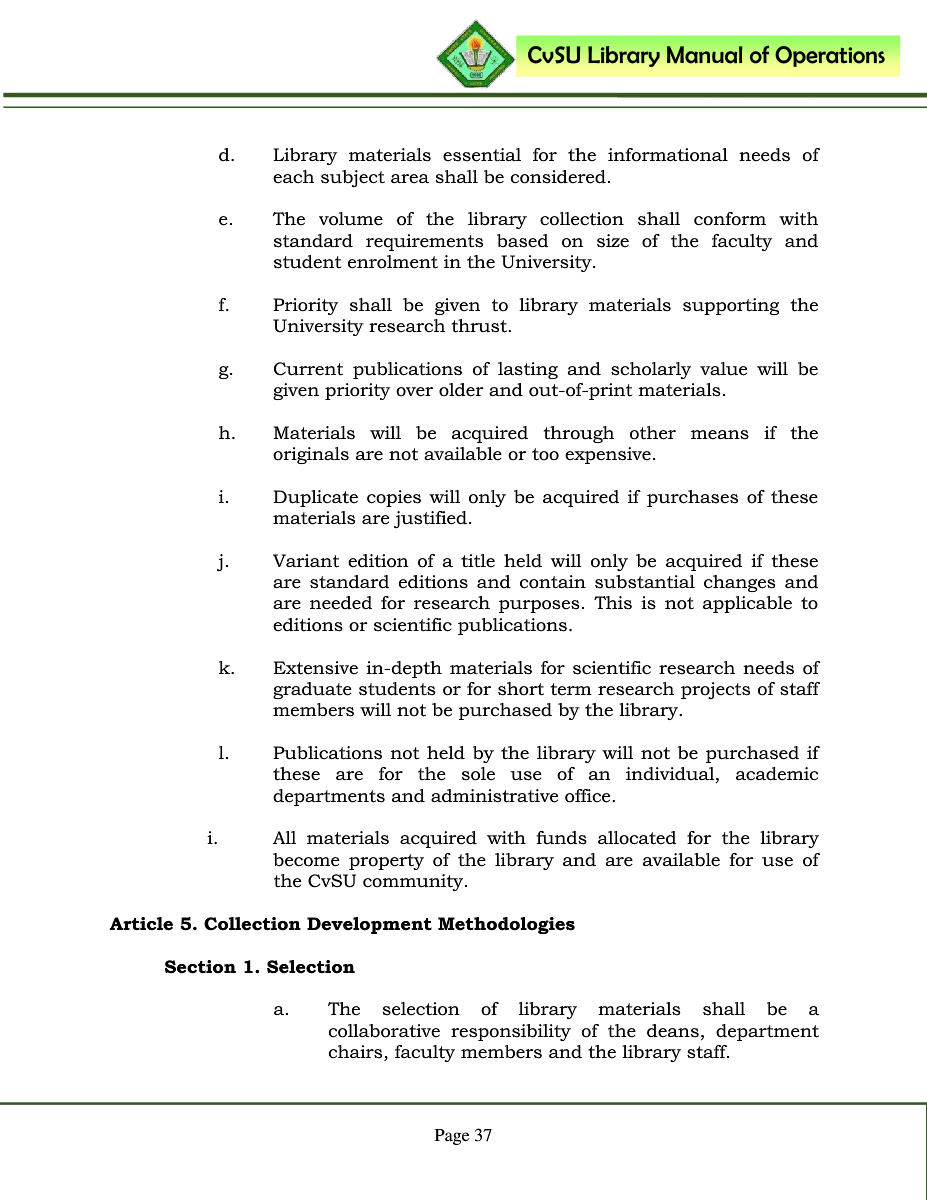 CvSU Library Manual of Operations
d. Library materials essential for the informational needs of
each subject area shall be considered.
e. The volume of the library collection shall conform with
standard requirements based on size of the faculty and
student enrolment in the University.
f. Priority shall be given to library materials supporting the
University research thrust.
g. Current publications of lasting and scholarly value will be
given priority over older and out-of-print materials.
h. Materials will be acquired through other means if the
originals are not available or too expensive.
i. Duplicate copies will only be acquired if purchases of these
materials are justified.
j. Variant edition of a title held will only be acquired if these
are standard editions and contain substantial changes and
are needed for research purposes. This is not applicable to
editions or scientific publications.
k. Extensive in-depth materials for scientific research needs of
graduate students or for short term research projects of staff
members will not be purchased by the library.
l. Publications not held by the library will not be purchased if
these are for the sole use of an individual, academic
departments and administrative office.
i. All materials acquired with funds allocated for the library
become property of the library and are available for use of
the CvSU community.
Article 5. Collection Development Methodologies
Section 1. Selection
a. The selection of library materials shall be a
collaborative responsibility of the deans, department
chairs, faculty members and the library staff.
Page 37